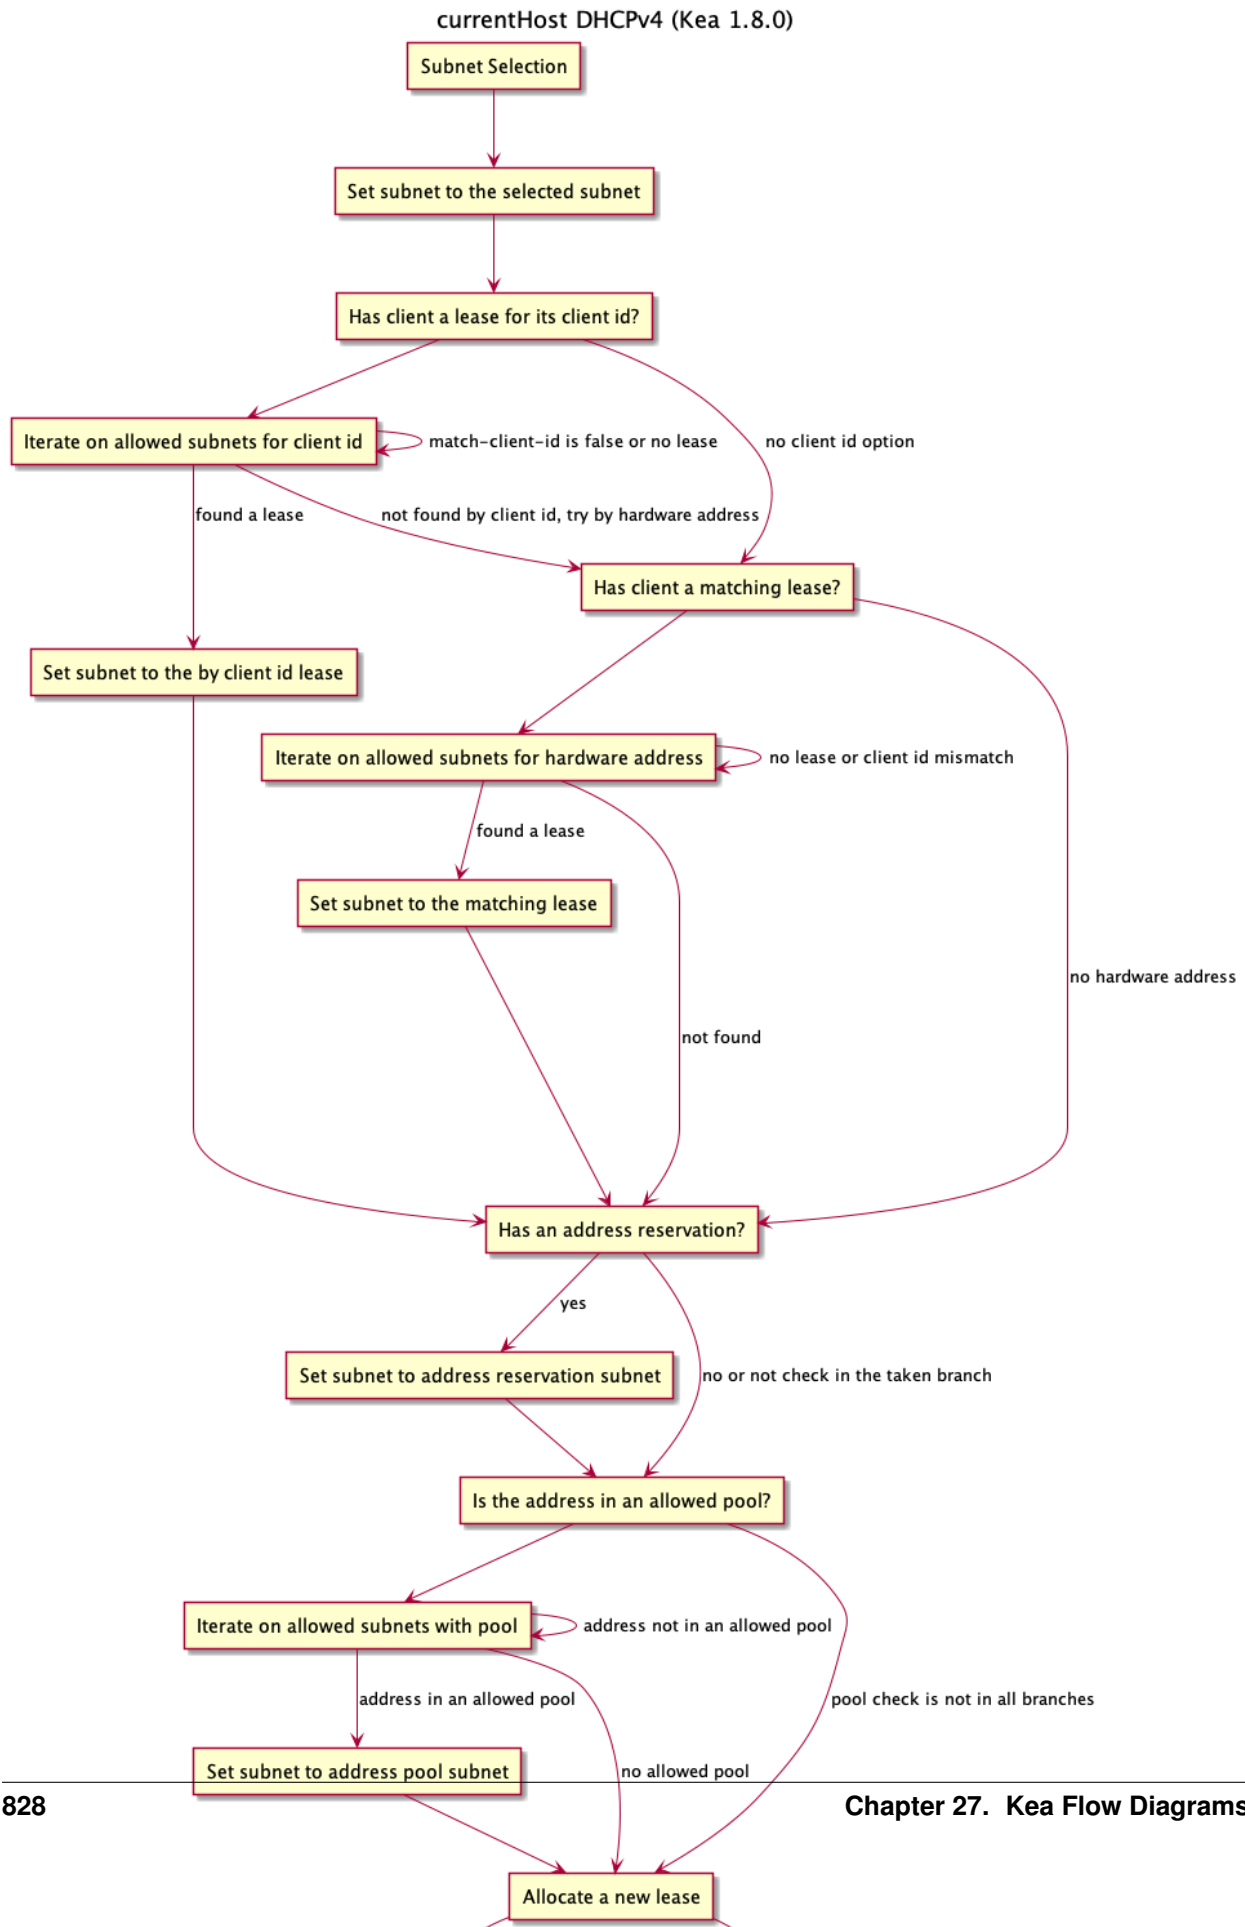 currentHost DHCPv4 (Kea 1.8.0)
Subnet Selection
Set subnet to the selected subnet
Has client a lease for its client id?
Iterate on allowed subnets for client id
match-client-id is false or no lease
no client id option
found a lease
not found by client id, try by hardware address
Has client a matching lease?
Set subnet to the by client id lease
Iterate on allowed subnets for hardware address
no lease or client id mismatch
found a lease
Set subnet to the matching lease
no hardware address
not found
Has an address reservation?
yes
Set subnet to address reservation subnet
no or not check in the taken branch
Is the address in an allowed pool?
Iterate on allowed subnets with pool
address not in an allowed pool
address in an allowed pool
pool check is not in all branches
Set subnet to address pool subnet
no allowed pool
828
Chapter 27. Kea Flow Diagrams
Allocate a new lease